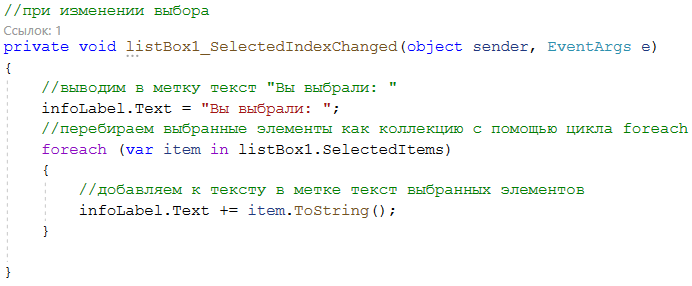 //при изменении выбора
Ссылок: 1
private void listBox1_SelectedIndexChanged(object sender, EventArgs e)
{
//выводим в метку текст "Вы выбрали: "
infoLabel.Text = "Вы выбрали: ";
//перебираем выбранные элементы как коллекцию с помощью цикла foreach
foreach (var item in listBox1.SelectedItems)
{
//добавляем к тексту в метке текст выбранных элементов
infoLabel.Text += item.ToString();
}
}